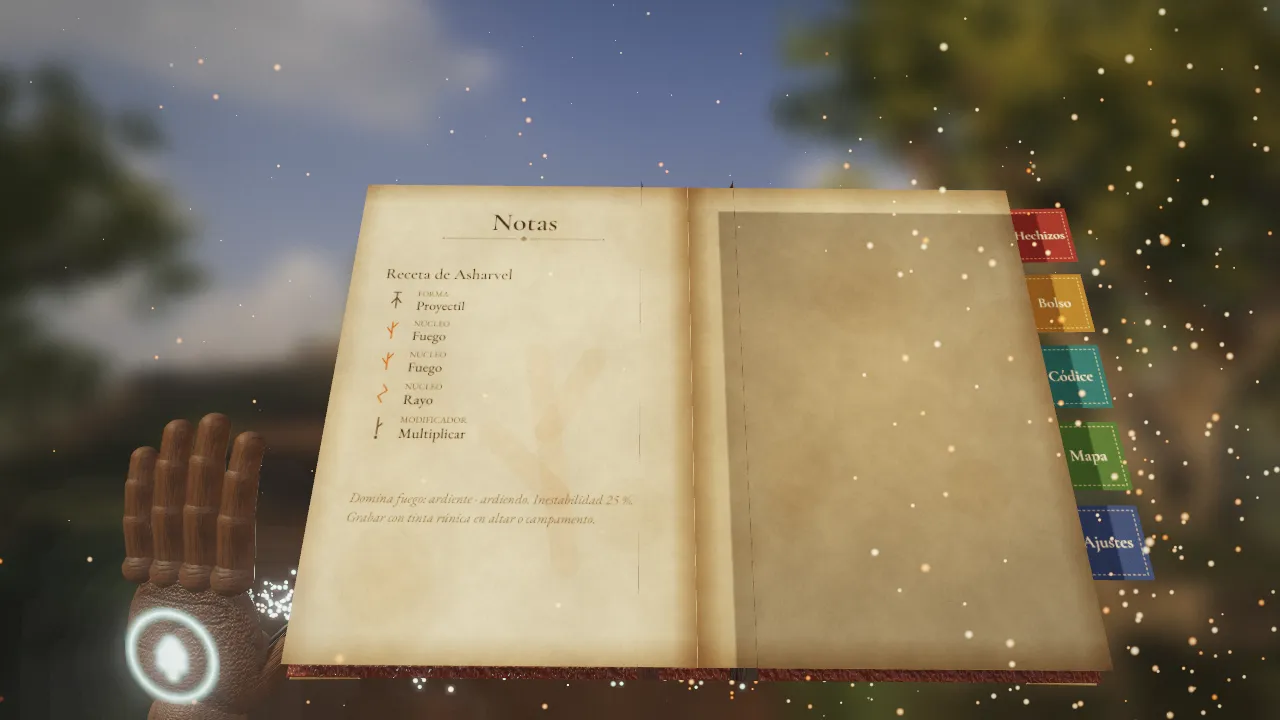 Notas
Receta de Asharvel
FORMA
Proyectil
NÚCLEO
Fuego
NÚCLEO
Fuego
NÚCLEO
Rayo
MODIFICADOR
Multiplicar
Domina fuego: ardiente · ardiendo. Inestabilidad 25 %.
Grabar con tinta rúnica en altar o campamento.
Hechizos
Bolso
Códice
Mapa
Ajustes